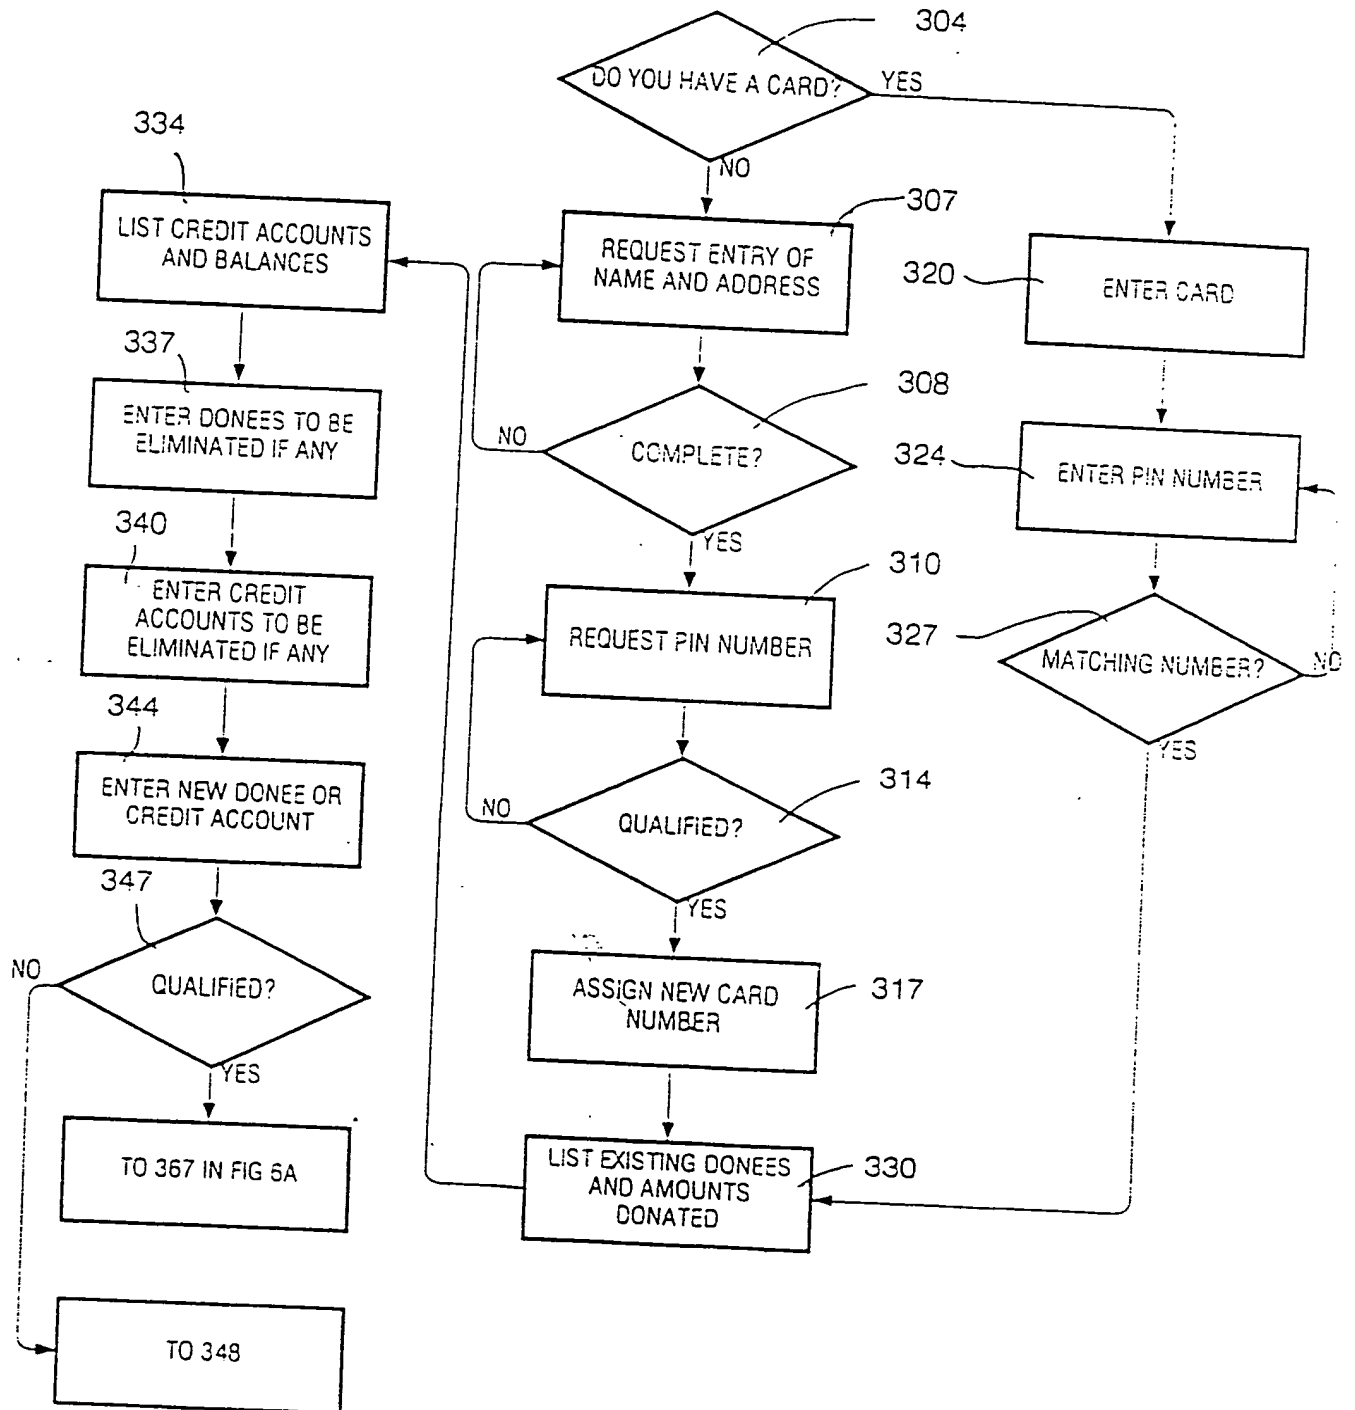 304
DO YOU HAVE A CARD?
YES
NO
334
LIST CREDIT ACCOUNTS
AND BALANCES
307
REQUEST ENTRY OF
NAME AND ADDRESS
320
ENTER CARD
337
ENTER DONEES TO BE
ELIMINATED IF ANY
308
COMPLETE?
NO
YES
324
ENTER PIN NUMBER
340
ENTER CREDIT
ACCOUNTS TO BE
ELIMINATED IF ANY
310
REQUEST PIN NUMBER
327
MATCHING NUMBER?
NO
YES
344
ENTER NEW DONEE OR
CREDIT ACCOUNT
314
QUALIFIED?
NO
YES
347
QUALIFIED?
NO
YES
317
ASSIGN NEW CARD
NUMBER
TO 367 IN FIG 6A
330
LIST EXISTING DONEES
AND AMOUNTS
DONATED
TO 348